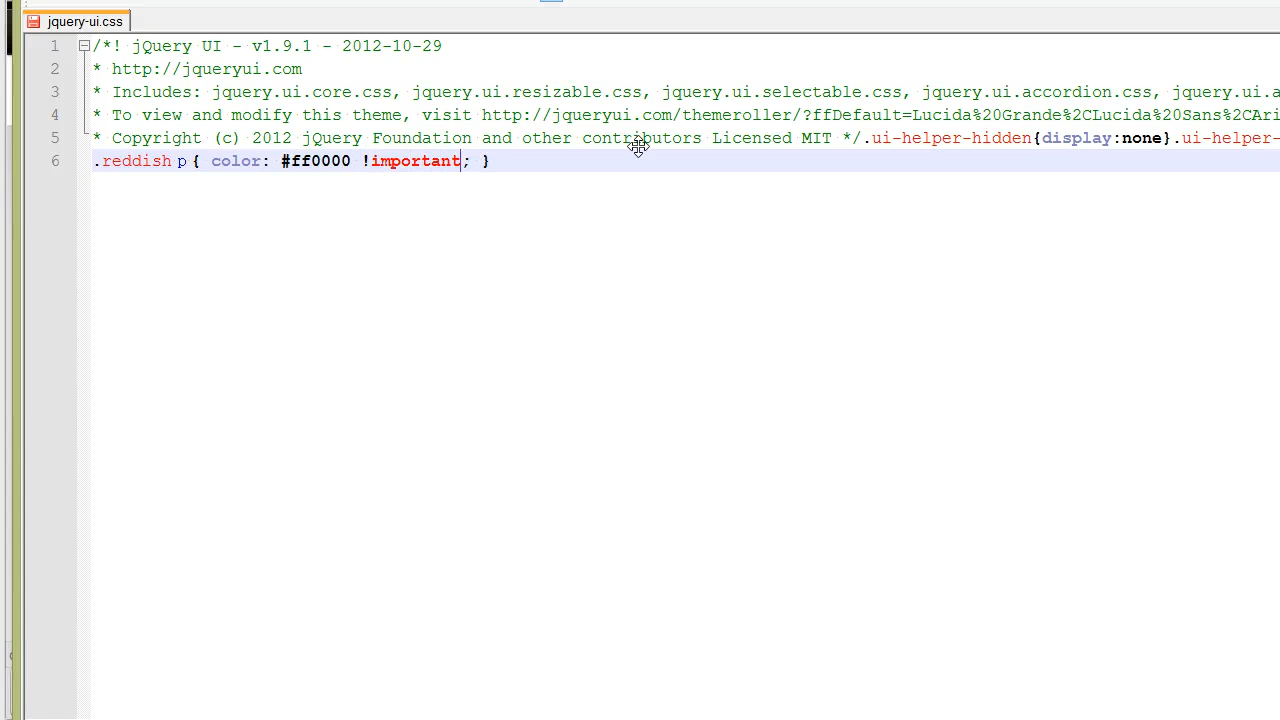 jquery-ui.css
1 /*! jQuery UI - v1.9.1 - 2012-10-29
2 * http://jqueryui.com
3 * Includes: jquery.ui.core.css, jquery.ui.resizable.css, jquery.ui.selectable.css, jquery.ui.accordion.css, jquery.ui.a
4 * To view and modify this theme, visit http://jqueryui.com/themeroller/?ffDefault=Lucida%20Grande%2CLucida%20Sans%2CAri
5 * Copyright (c) 2012 jQuery Foundation and other contributors Licensed MIT */.ui-helper-hidden{display:none}.ui-helper-
6 .reddish p { color: #ff0000 !important; }